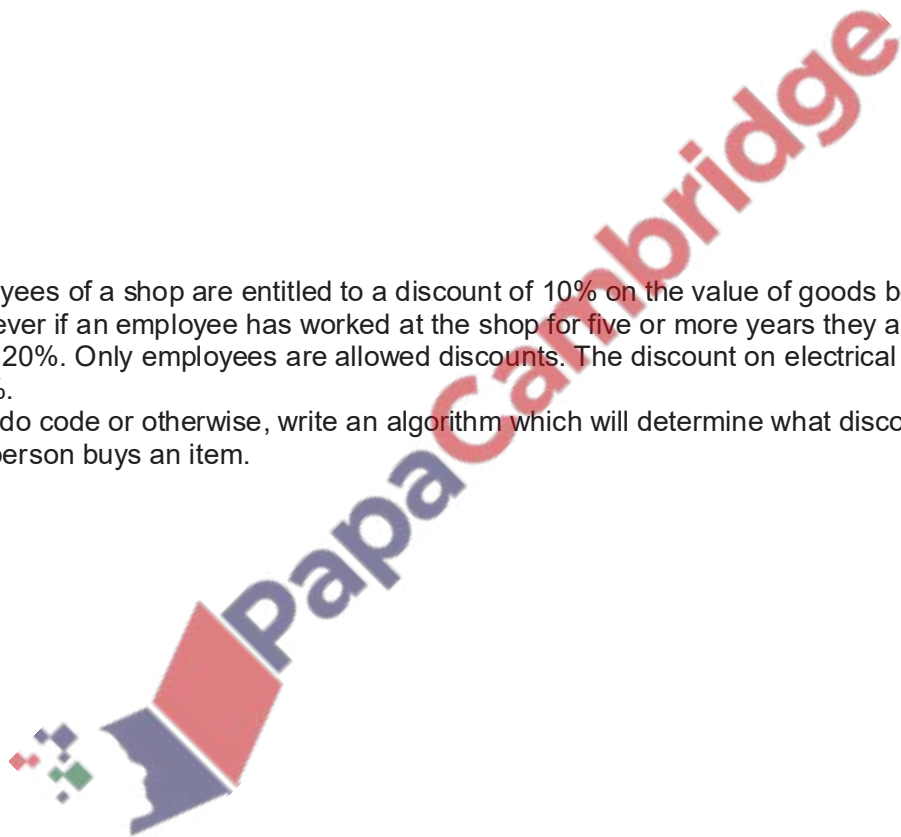 yees of a shop are entitled to a discount of 10% on the value of goods b
ever if an employee has worked at the shop for five or more years they a
20%. Only employees are allowed discounts. The discount on electrical
%.
do code or otherwise, write an algorithm which will determine what disco
person buys an item.
PapaCambridge